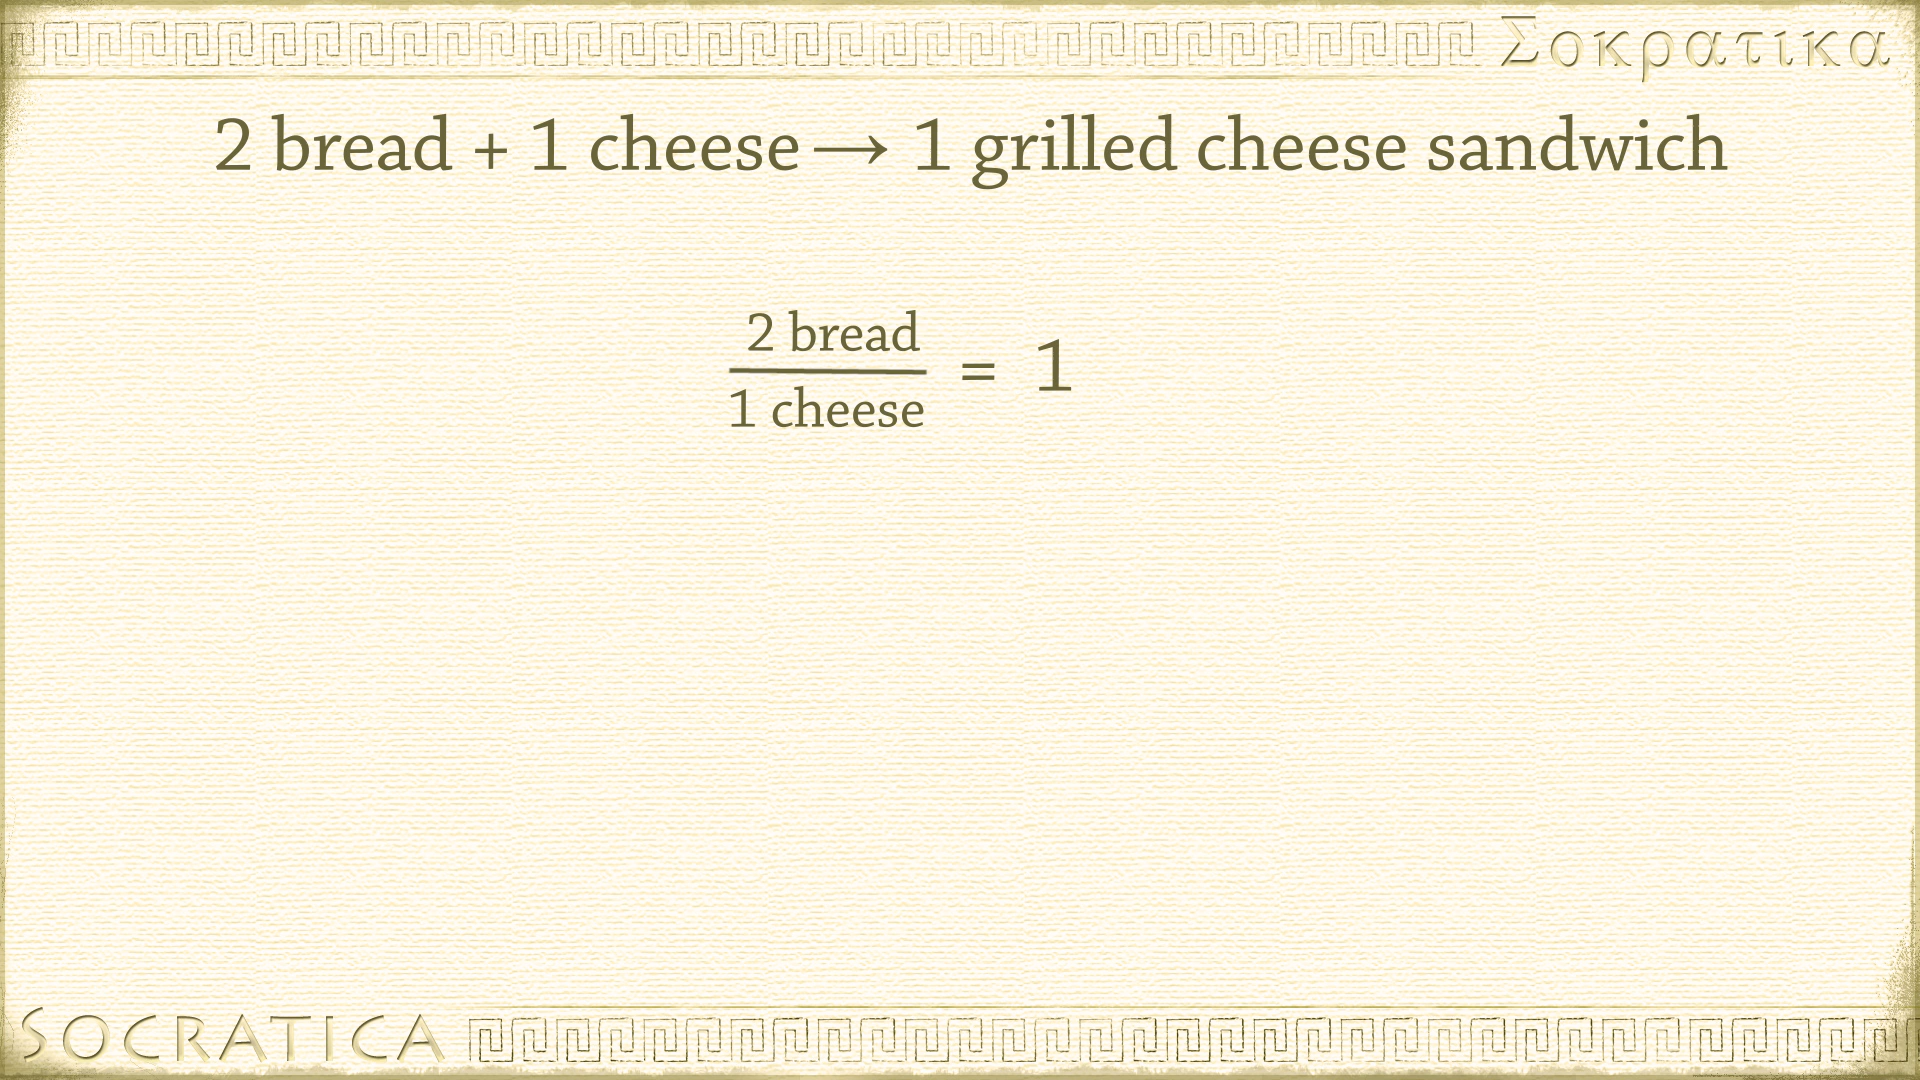 Σοκρατικα
2 bread + 1 cheese → 1 grilled cheese sandwich
2 bread
1 cheese
= 1
SOCRATICA